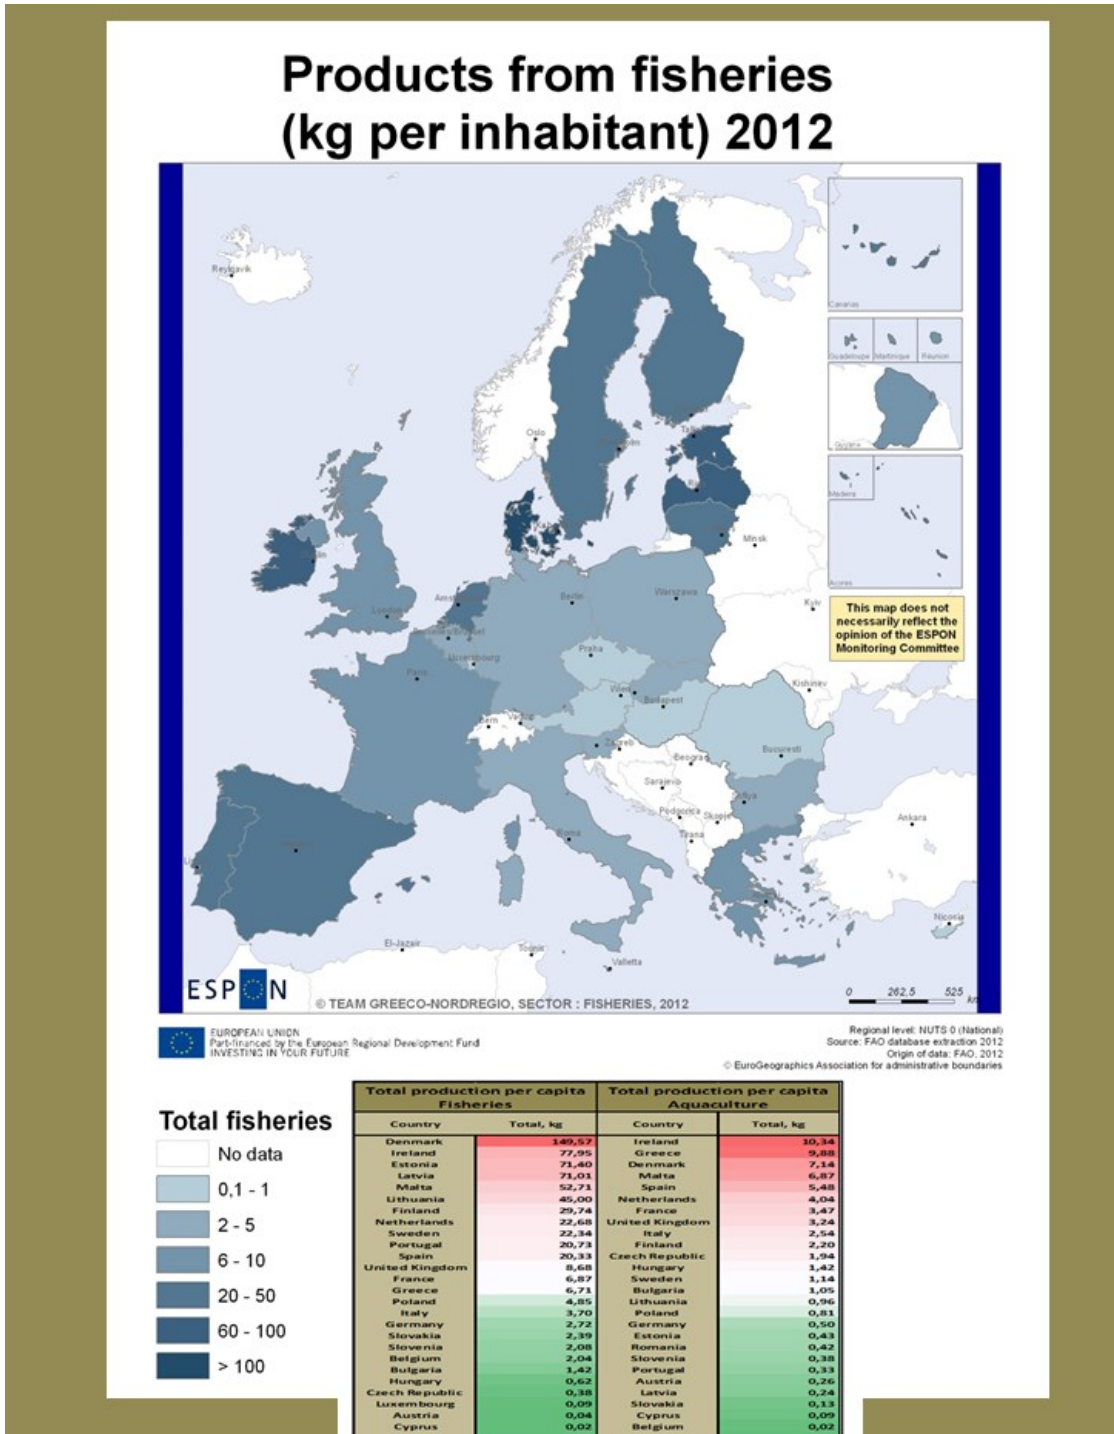 Products from fisheries
(kg per inhabitant) 2012
Reykjavik
Oslo
Minsk
Kyiv
London
Berlin
Warszawa
Luxembourg
Praha
Paris
Wien
Budapest
Kishinev
Bern
Zagreb
Beograd
Bucuresti
Sarajevo
Podgorica
Skopje
Sofiya
Tirana
Ankara
Roma
Nicosia
El-Jazair
Tounis
Valletta
Canarias
Guadeloupe
Martinique
Réunion
Guyane
Madeira
Acores
This map does not
necessarily reflect the
opinion of the ESPON
Monitoring Committee
ESPON
© TEAM GREECO-NORDREGIO, SECTOR : FISHERIES, 2012
0 262,5 525
km
EUROPEAN UNION
Part-financed by the European Regional Development Fund
INVESTING IN YOUR FUTURE
Regional level: NUTS 0 (National)
Source: FAO database extraction 2012
Origin of data: FAO, 2012
© EuroGeographics Association for administrative boundaries
Total fisheries
No data
0,1 - 1
2 - 5
6 - 10
20 - 50
60 - 100
> 100
Total production per capita Total production per capita
Fisheries Aquaculture
Country Total, kg Country Total, kg
Denmark 149,57 Ireland 10,34
Ireland 77,95 Greece 9,88
Estonia 71,40 Denmark 7,14
Latvia 71,01 Malta 6,87
Malta 52,71 Spain 5,48
Lithuania 45,00 Netherlands 4,04
Finland 29,74 France 3,47
Netherlands 22,68 United Kingdom 3,24
Sweden 22,34 Italy 2,54
Portugal 20,73 Finland 2,20
Spain 20,33 Czech Republic 1,94
United Kingdom 8,68 Hungary 1,42
France 6,87 Sweden 1,14
Greece 6,71 Bulgaria 1,05
Poland 4,85 Lithuania 0,96
Italy 3,70 Poland 0,81
Germany 2,72 Germany 0,50
Slovakia 2,39 Estonia 0,43
Slovenia 2,08 Romania 0,42
Belgium 2,04 Slovenia 0,38
Bulgaria 1,42 Portugal 0,33
Hungary 0,62 Austria 0,26
Czech Republic 0,38 Latvia 0,24
Luxembourg 0,09 Slovakia 0,13
Austria 0,04 Cyprus 0,09
Cyprus 0,02 Belgium 0,02